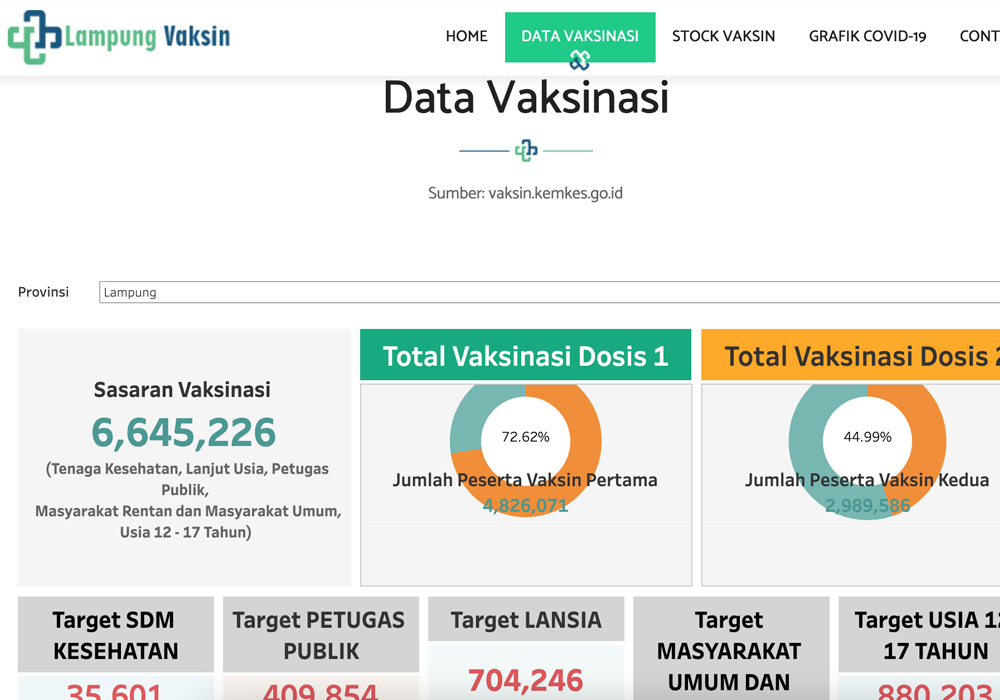 Lampung Vaksin
HOME
DATA VAKSINASI
STOCK VAKSIN
GRAFIK COVID-19
Data Vaksinasi
Sumber: vaksin.kemkes.go.id
Provinsi
Lampung
Sasaran Vaksinasi
6,645,226
(Tenaga Kesehatan, Lanjut Usia, Petugas
Publik,
Masyarakat Rentan dan Masyarakat Umum,
Usia 12 - 17 Tahun)
Total Vaksinasi Dosis 1
72.62%
Jumlah Peserta Vaksin Pertama
4,826,071
Total Vaksinasi Dosis 2
44.99%
Jumlah Peserta Vaksin Kedua
2,989,586
Target SDM
KESEHATAN
35,601
Target PETUGAS
PUBLIK
409,854
Target LANSIA
704,246
Target
MASYARAKAT
UMUM DAN
Target USIA 12
17 TAHUN
880,203